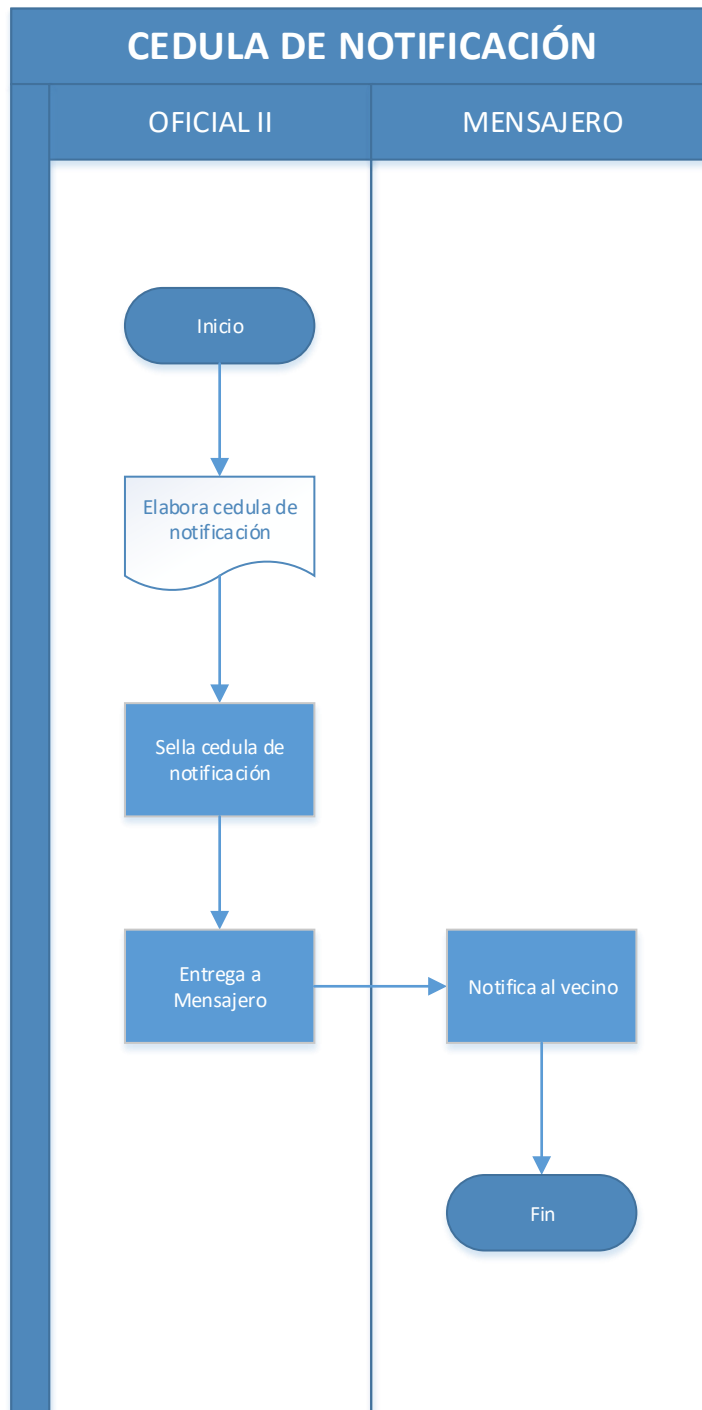 CEDULA DE NOTIFICACIÓN
OFICIAL II
MENSAJERO
Inicio
Elabora cedula de
notificación
Sella cedula de
notificación
Entrega a
Mensajero
Notifica al vecino
Fin